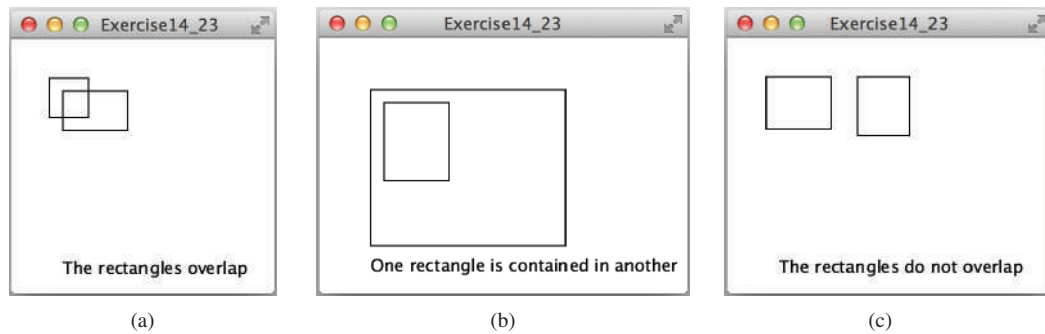 Exercise14_23
The rectangles overlap
(a)
Exercise14_23
One rectangle is contained in another
(b)
Exercise14_23
The rectangles do not overlap
(c)